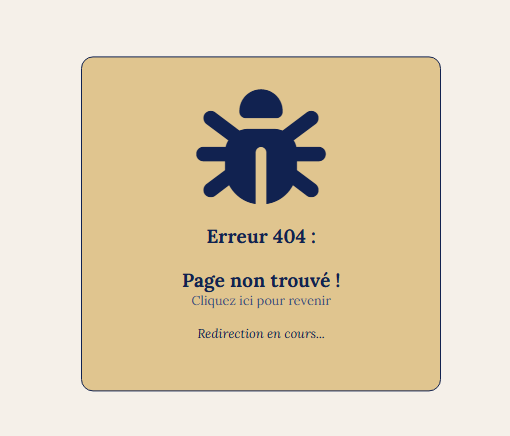 Erreur 404 :
Page non trouvé !
Cliquez ici pour revenir
Redirection en cours...